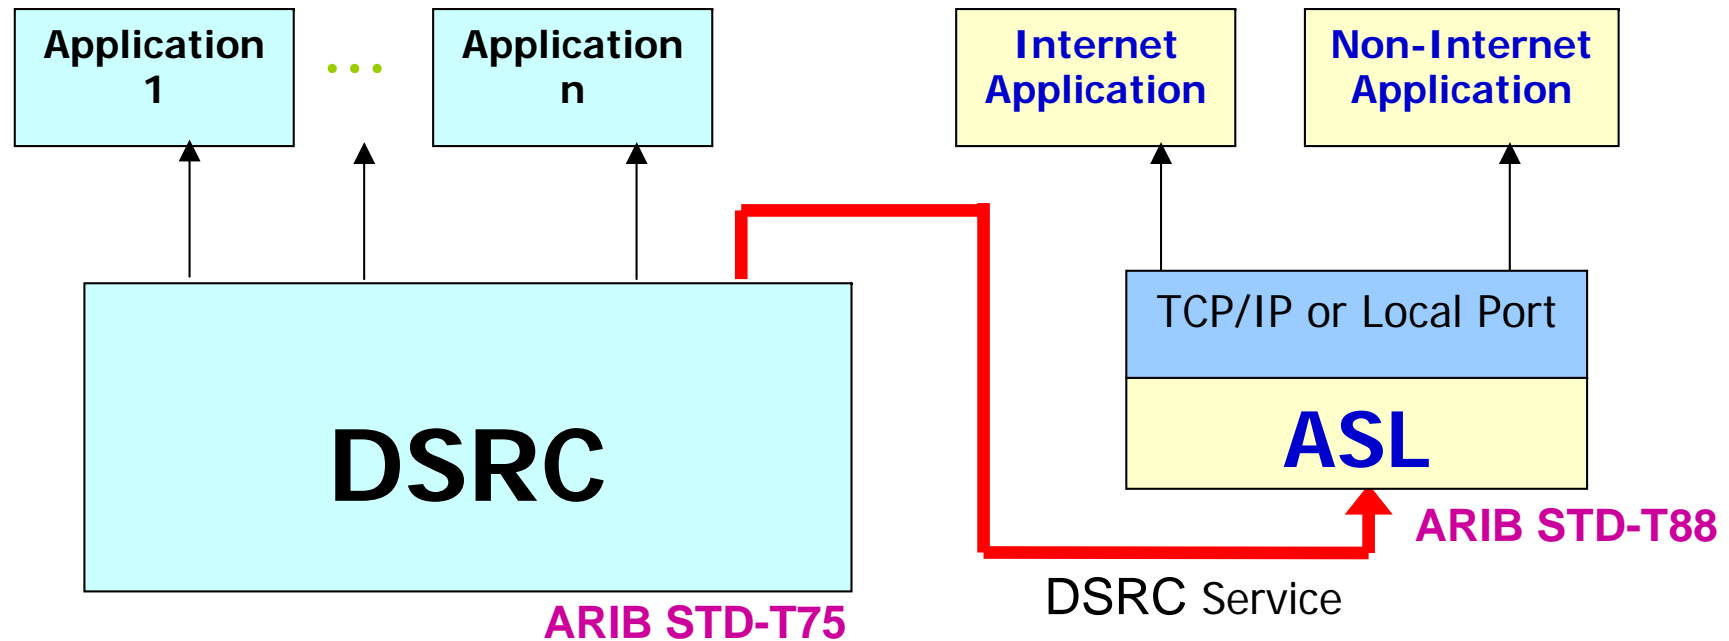 Application
1
...
Application
n
Internet
Application
Non-Internet
Application
TCP/IP or Local Port
DSRC
ASL
ARIB STD-T88
DSRC Service
ARIB STD-T75